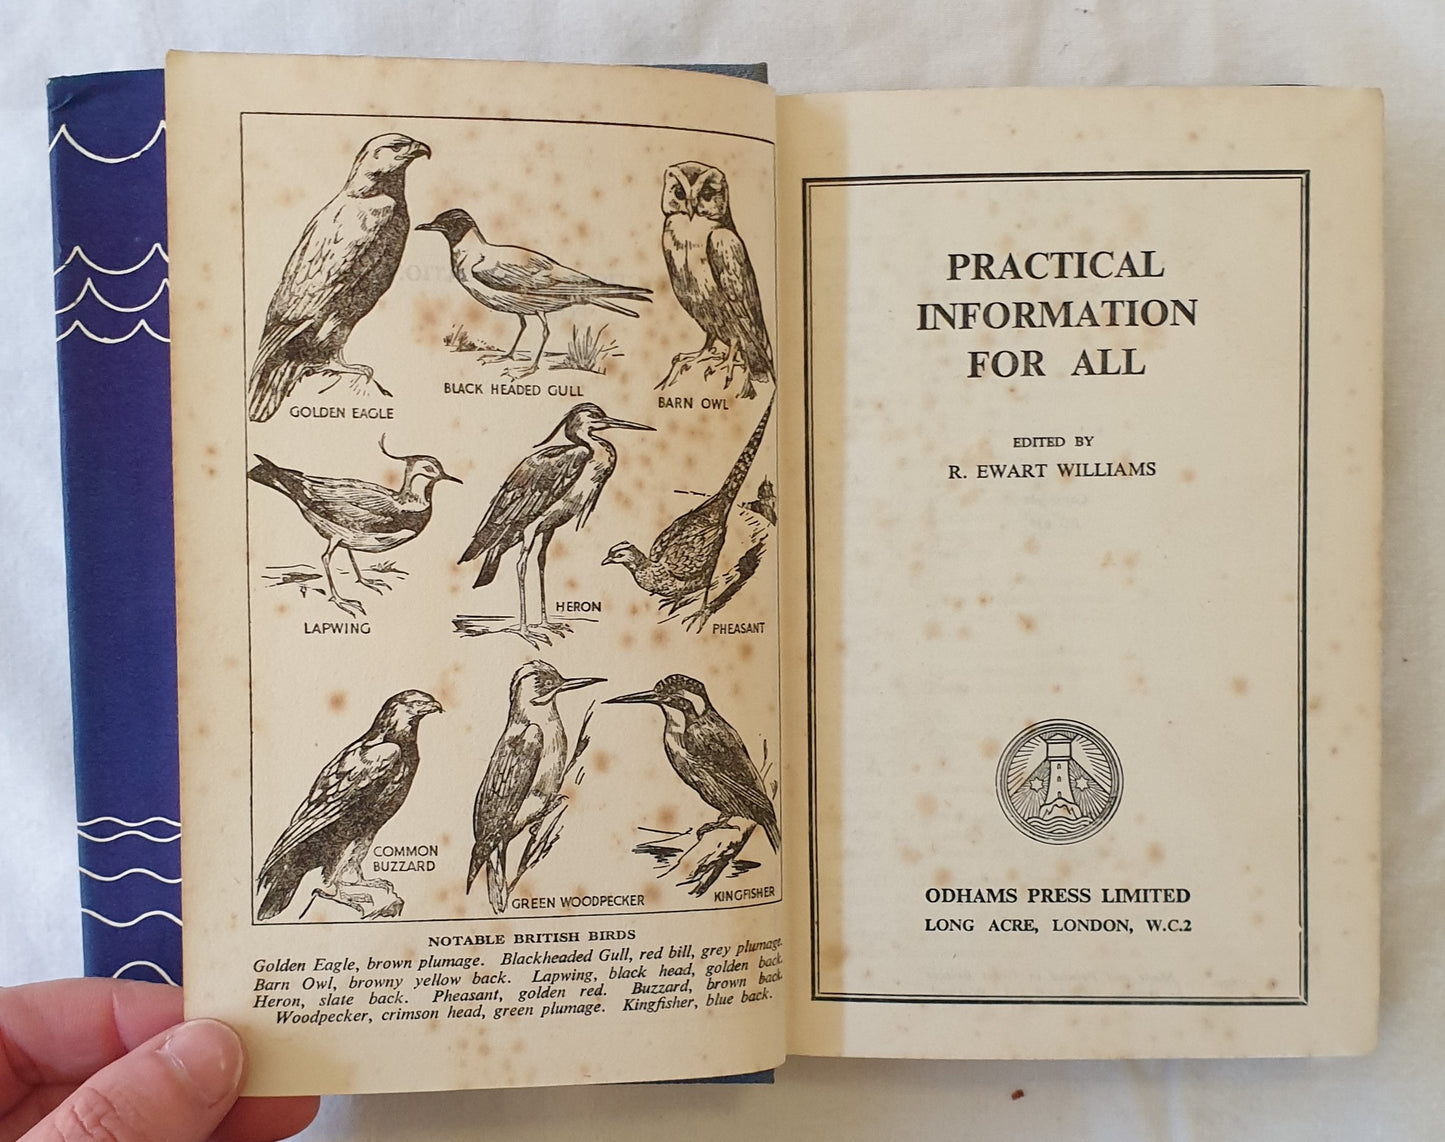 GOLDEN EAGLE
BLACK HEADED GULL
BARN OWL
LAPWING
HERON
PHEASANT
COMMON
BUZZARD
GREEN WOODPECKER
KINGFISHER
NOTABLE BRITISH BIRDS
Golden Eagle, brown plumage. Blackheaded Gull, red bill, grey plumage.
Barn Owl, browny yellow back. Lapwing, black head, golden back.
Heron, slate back. Pheasant, golden red. Buzzard, brown back.
Woodpecker, crimson head, green plumage. Kingfisher, blue back.
PRACTICAL
INFORMATION
FOR ALL
EDITED BY
R. EWART WILLIAMS
ODHAMS PRESS LIMITED
LONG ACRE, LONDON, W.C.2